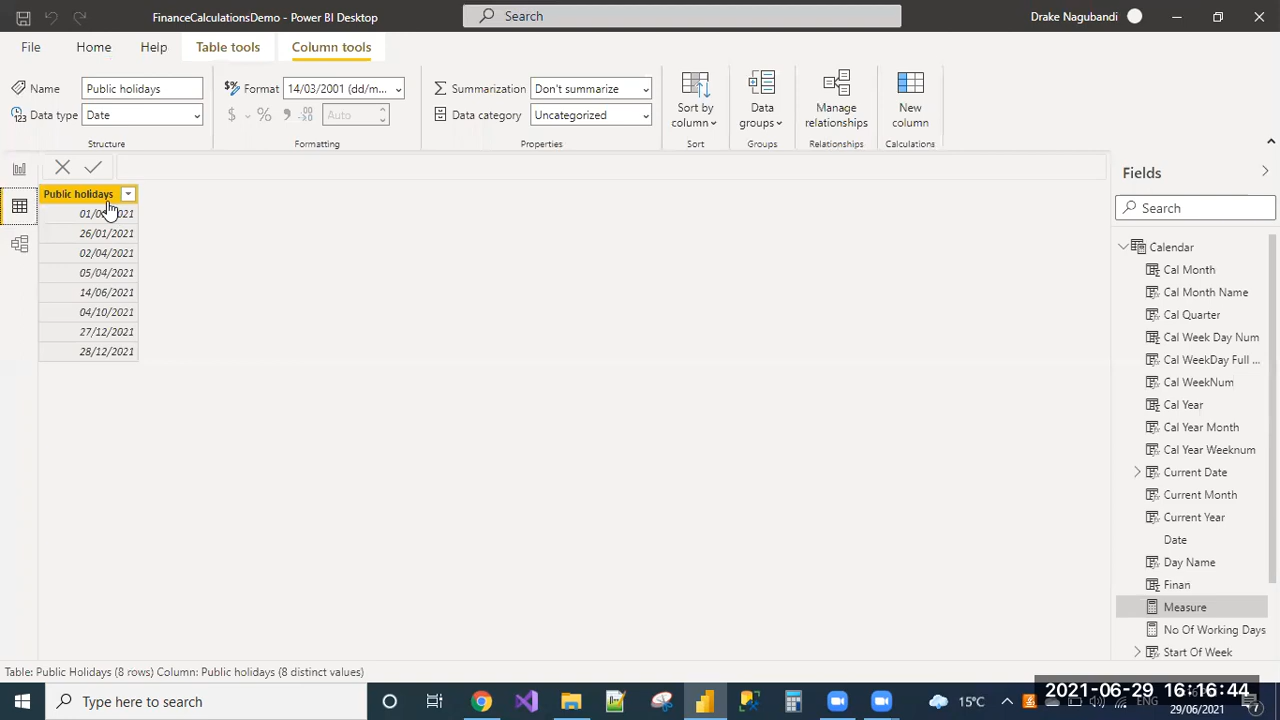 FinanceCalculationsDemo - Power BI Desktop
Search
Drake Nagubandi
File
Home
Help
Table tools
Column tools
Name
Public holidays
Format
14/03/2001 (dd/m...
Summarization
Don't summarize
Sort by column
Data groups
Manage relationships
New column
Data type
Date
$
%
Auto
Data category
Uncategorized
Structure
Formatting
Properties
Sort
Groups
Relationships
Calculations
Fields
Search
Public holidays
26/01/2021
02/04/2021
05/04/2021
14/06/2021
04/10/2021
27/12/2021
28/12/2021
Calendar
Cal Month
Cal Month Name
Cal Quarter
Cal Week Day Num
Cal WeekDay Full ...
Cal WeekNum
Cal Year
Cal Year Month
Cal Year Weeknum
Current Date
Current Month
Current Year
Date
Day Name
Finan
Measure
No Of Working Days
Start Of Week
Table: Public Holidays (8 rows) Column: Public holidays (8 distinct values)
Type here to search
15°C
ENG
2021-06-29 16:16:44
29/06/2021